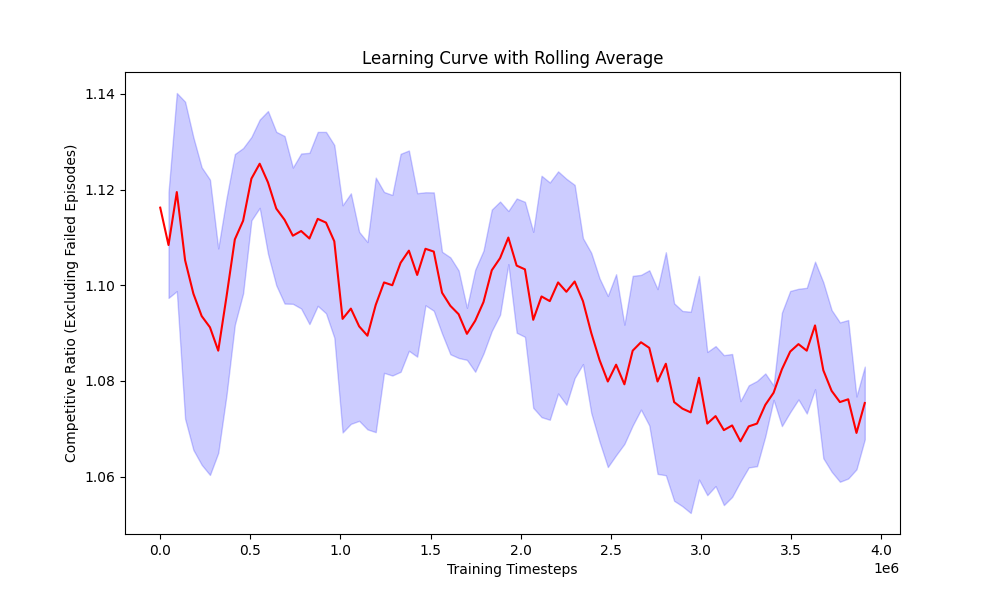 Learning Curve with Rolling Average
Competitive Ratio (Excluding Failed Episodes)
1.14
1.12
1.10
1.08
1.06
0.0 0.5 1.0 1.5 2.0 2.5 3.0 3.5 4.0
1e6
Training Timesteps